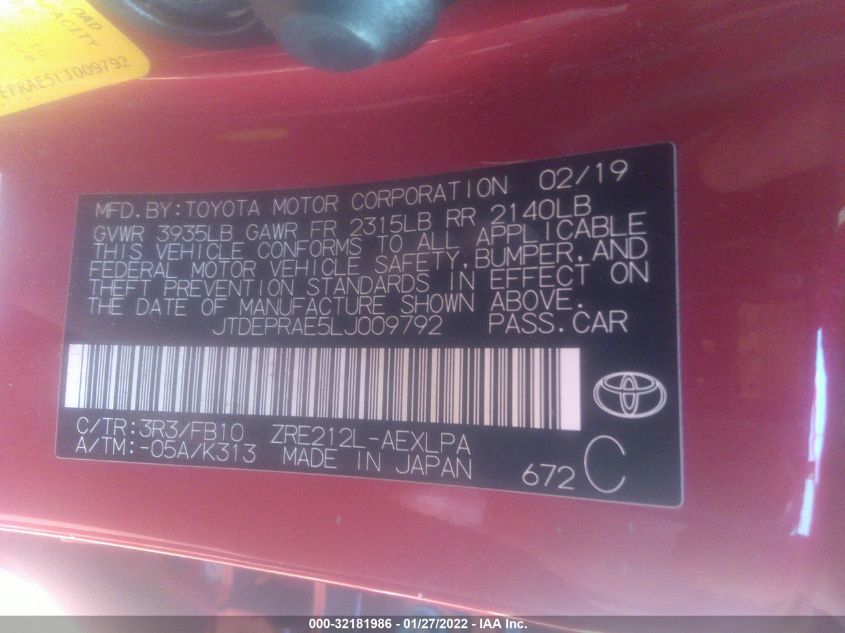 OAD
PACETY
EPRAE5LJ009792
MFD.BY:TOYOTA MOTOR CORPORATION 02/19
GVWR 3935LB GAWR FR 2315LB RR 2140LB
THIS VEHICLE CONFORMS TO ALL APPLICABLE
FEDERAL MOTOR VEHICLE SAFETY,BUMPER,AND
THEFT PREVENTION STANDARDS IN EFFECT ON
THE DATE OF MANUFACTURE SHOWN ABOVE.
JTDEPRAE5LJ009792 PASS.CAR
C/TR:3R3/FB10 ZRE212L-AEXLPA
A/TM:-05A/K313 MADE IN JAPAN 672 C
000-32181986 - 01/27/2022 - IAA Inc.